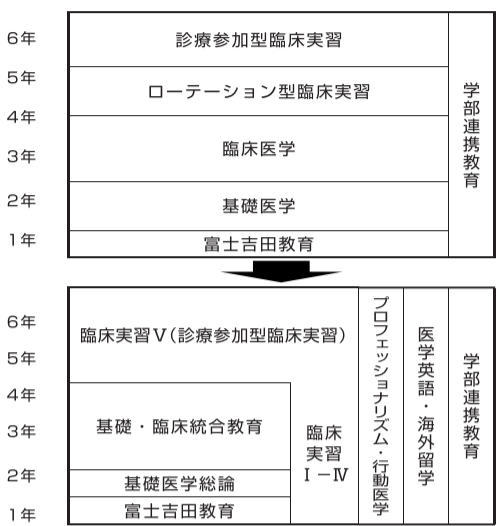 6年
診療参加型臨床実習
5年
ローテーション型臨床実習
4年
臨床医学
3年
2年
基礎医学
1年
富士吉田教育
学部連携教育
6年
臨床実習Ⅴ(診療参加型臨床実習)
5年
4年
基礎・臨床統合教育
3年
2年
基礎医学総論
1年
富士吉田教育
臨床
実習
Ⅰ－Ⅳ
プロフェッショナリズム・行動医学
医学英語・海外留学
学部連携教育